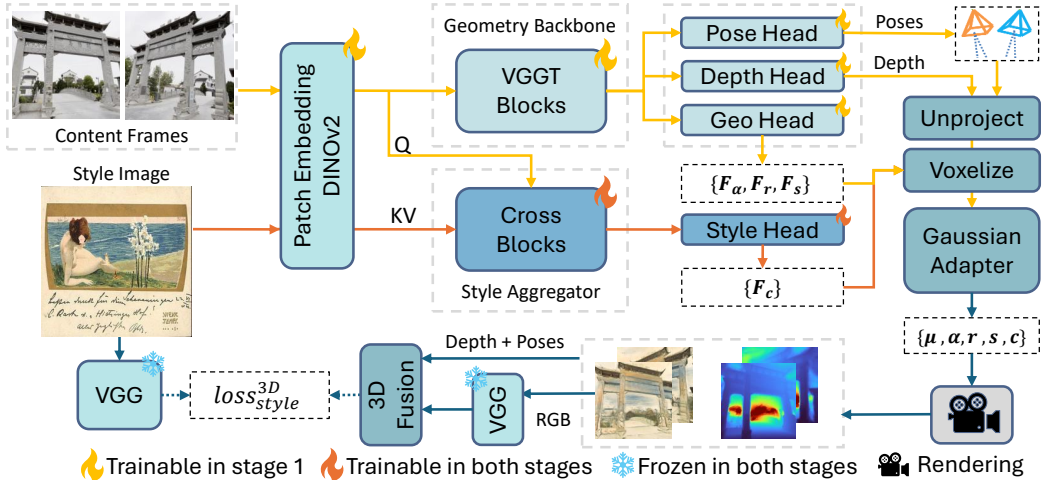 Geometry Backbone
Pose Head
Poses
Patch Embedding
DINOv2
VGGT
Blocks
Depth Head
Depth
Geo Head
Unproject
Content Frames
Q
Style Image
{F_α, F_r, F_s}
Voxelize
KV
Cross
Blocks
Style Head
Gaussian
Adapter
{F_c}
Style Aggregator
{μ, α, r, s, c}
Depth + Poses
VGG
loss^{3D}_{style}
3D
Fusion
VGG
RGB
Trainable in stage 1
Trainable in both stages
Frozen in both stages
Rendering